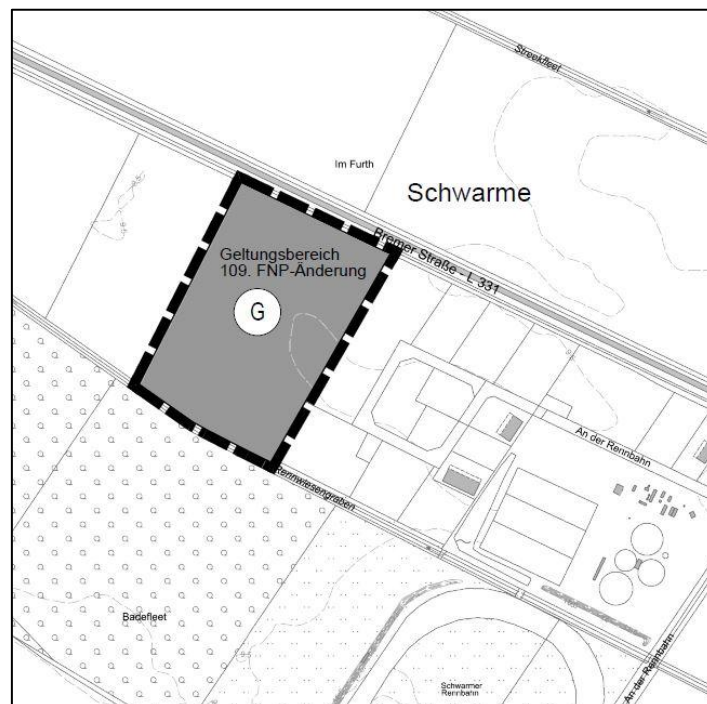 Streekfleet
Im Furth
Schwarme
Bremer Straße - L 331
Geltungsbereich
109. FNP-Änderung
G
An der Rennbahn
Rennwiesengraben
Badefleet
Schwarmer
Rennbahn
An der Rennbahn